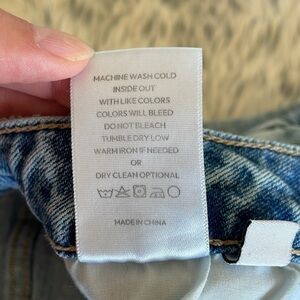 MACHINE WASH COLD
INSIDE OUT
WITH LIKE COLORS
COLORS WILL BLEED
DO NOT BLEACH
TUMBLE DRY LOW
WARM IRON IF NEEDED
OR
DRY CLEAN OPTIONAL
MADE IN CHINA